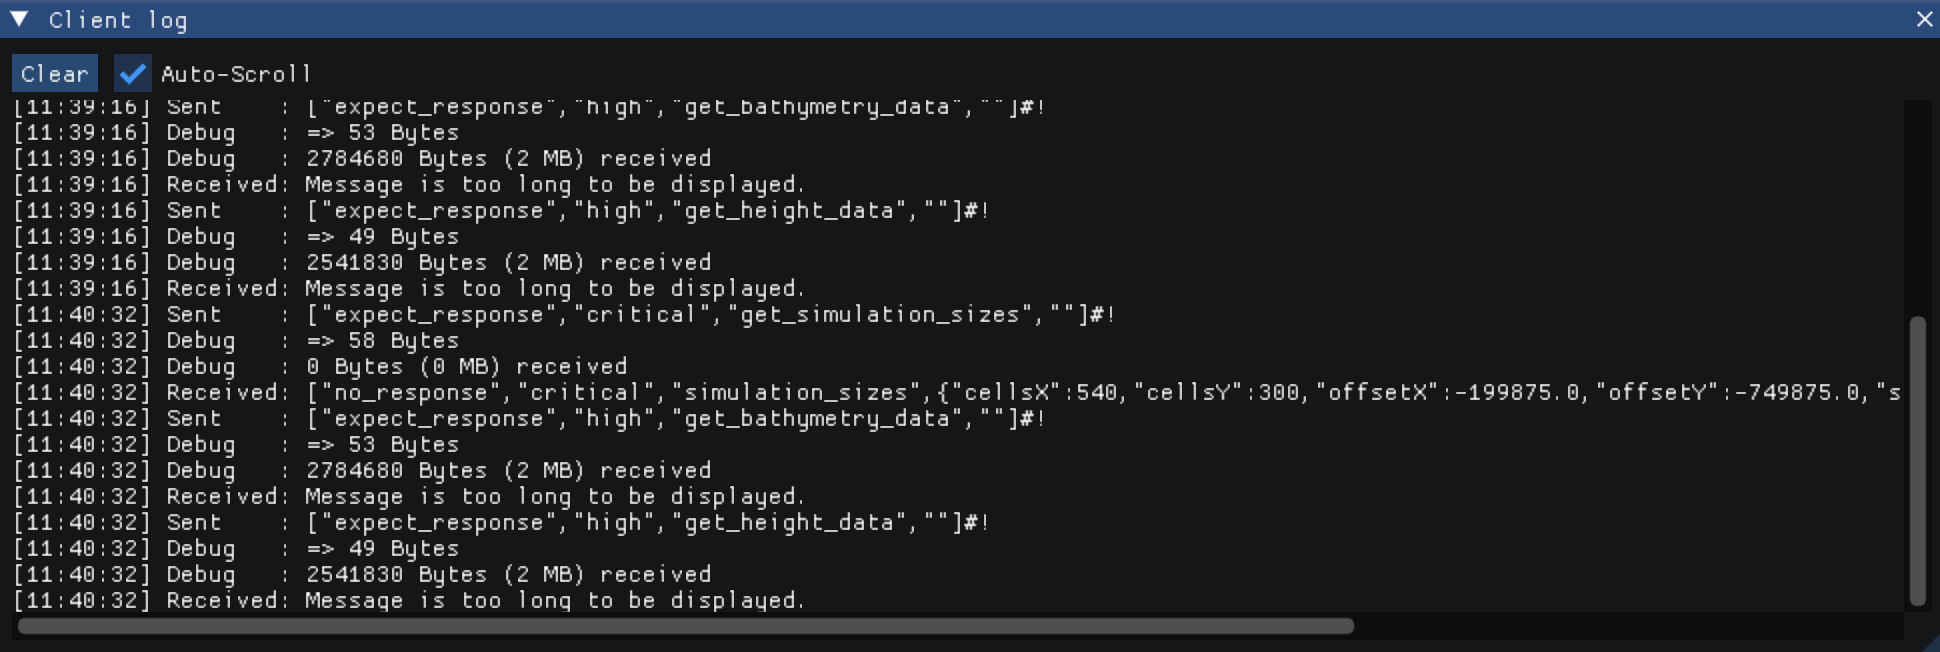 Client log
Clear Auto-Scroll
[11:39:16] Sent    : ["expect_response","high","get_bathymetry_data",""]#!
[11:39:16] Debug   : => 53 Bytes
[11:39:16] Debug   : 2784680 Bytes (2 MB) received
[11:39:16] Received: Message is too long to be displayed.
[11:39:16] Sent    : ["expect_response","high","get_height_data",""]#!
[11:39:16] Debug   : => 49 Bytes
[11:39:16] Debug   : 2541830 Bytes (2 MB) received
[11:39:16] Received: Message is too long to be displayed.
[11:40:32] Sent    : ["expect_response","critical","get_simulation_sizes",""]#!
[11:40:32] Debug   : => 58 Bytes
[11:40:32] Debug   : 0 Bytes (0 MB) received
[11:40:32] Received: ["no_response","critical","simulation_sizes",{"cellsX":540,"cellsY":300,"offsetX":-199875.0,"offsetY":-749875.0,"s
[11:40:32] Sent    : ["expect_response","high","get_bathymetry_data",""]#!
[11:40:32] Debug   : => 53 Bytes
[11:40:32] Debug   : 2784680 Bytes (2 MB) received
[11:40:32] Received: Message is too long to be displayed.
[11:40:32] Sent    : ["expect_response","high","get_height_data",""]#!
[11:40:32] Debug   : => 49 Bytes
[11:40:32] Debug   : 2541830 Bytes (2 MB) received
[11:40:32] Received: Message is too long to be displayed.